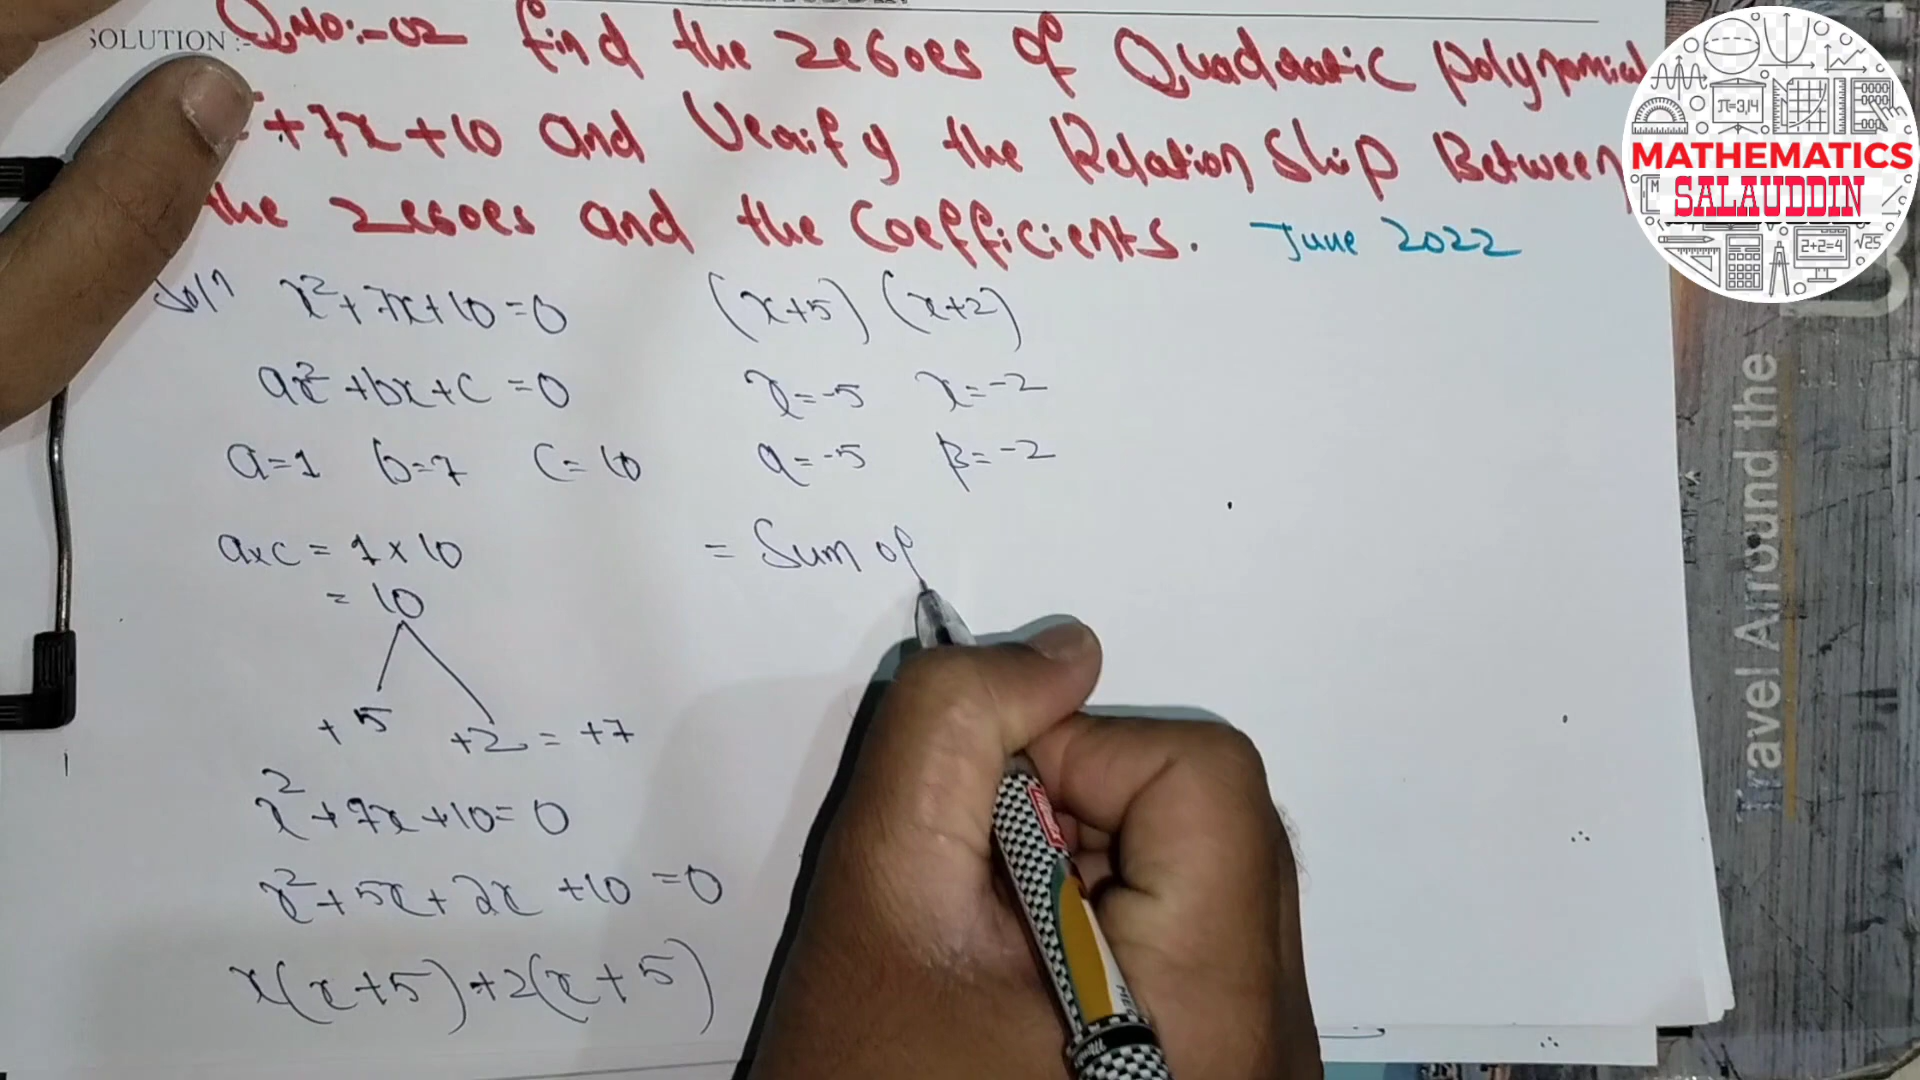 SOLUTION :-
Q.No:-02 find the zeroes of Quadratic polynomial
+7x+10 and Verify the Relation Ship Between
the zeroes and the Coefficients. June 2022
Sol? x²+7x+10=0
ax²+bx+c=0
a=1 b=7 c=10
axc = 1×10
= 10
+5 +2 = +7
x²+7x+10=0
x²+5x+2x+10=0
x(x+5)+2(x+5)
(x+5) (x+2)
x=-5 x=-2
α=-5 β=-2
= Sum of
MATHEMATICS
SALAUDDIN
π=3,14
2+2=4
√25
Travel Arround the